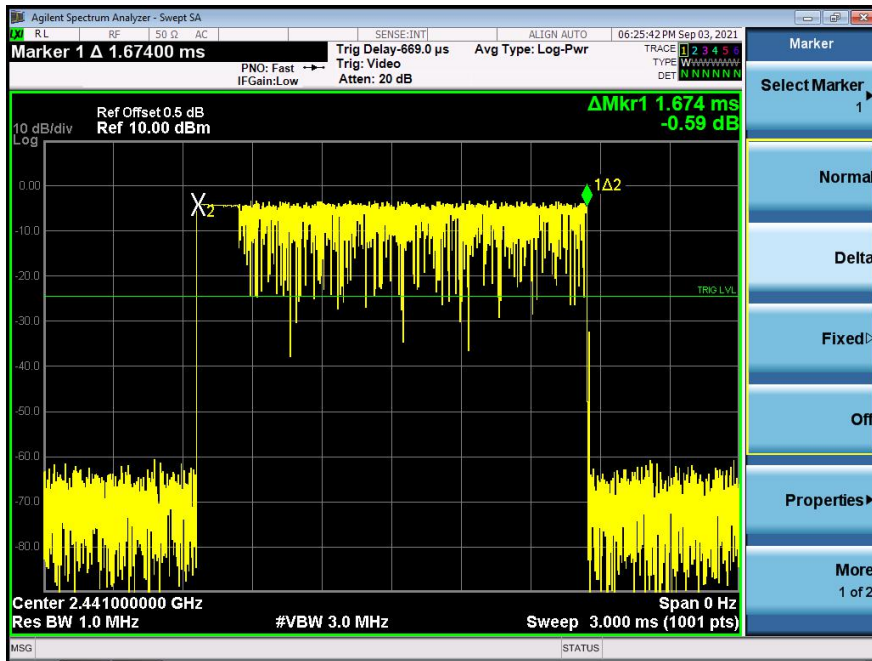 Agilent Spectrum Analyzer - Swept SA
LXI RL RF 50 Ω AC SENSE:INT ALIGN AUTO 06:25:42 PM Sep 03, 2021
Marker 1 Δ 1.67400 ms
PNO: Fast
IFGain:Low
Trig Delay-669.0 µs
Trig: Video
Atten: 20 dB
Avg Type: Log-Pwr
TRACE 1 2 3 4 5 6
TYPE WWWWWW
DET N N N N N N
Ref Offset 0.5 dB
10 dB/div Ref 10.00 dBm
Log
ΔMkr1 1.674 ms
-0.59 dB
0.00
1Δ2
X2
-10.0
-20.0
TRIG LVL
-30.0
-40.0
-50.0
-60.0
-70.0
-80.0
Center 2.441000000 GHz Span 0 Hz
Res BW 1.0 MHz #VBW 3.0 MHz Sweep 3.000 ms (1001 pts)
MSG STATUS
Marker
Select Marker
1
Normal
Delta
Fixed
Off
Properties
More
1 of 2